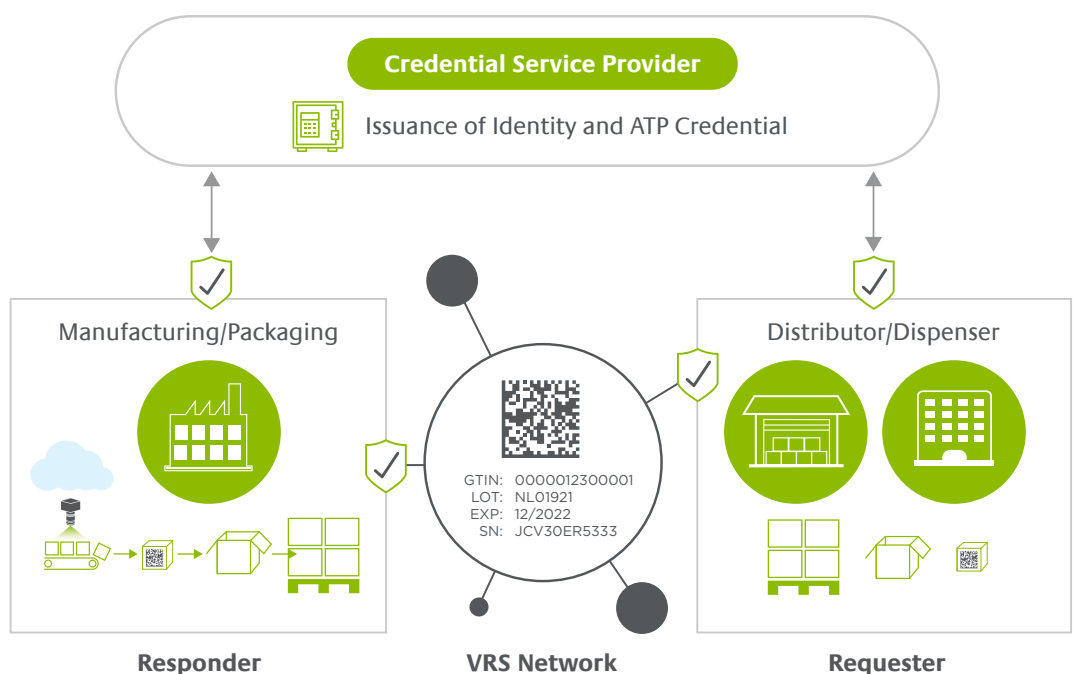 Credential Service Provider
Issuance of Identity and ATP Credential
Manufacturing/Packaging
Distributor/Dispenser
GTIN: 0000012300001
LOT: NL01921
EXP: 12/2022
SN: JCV30ER5333
Responder
VRS Network
Requester